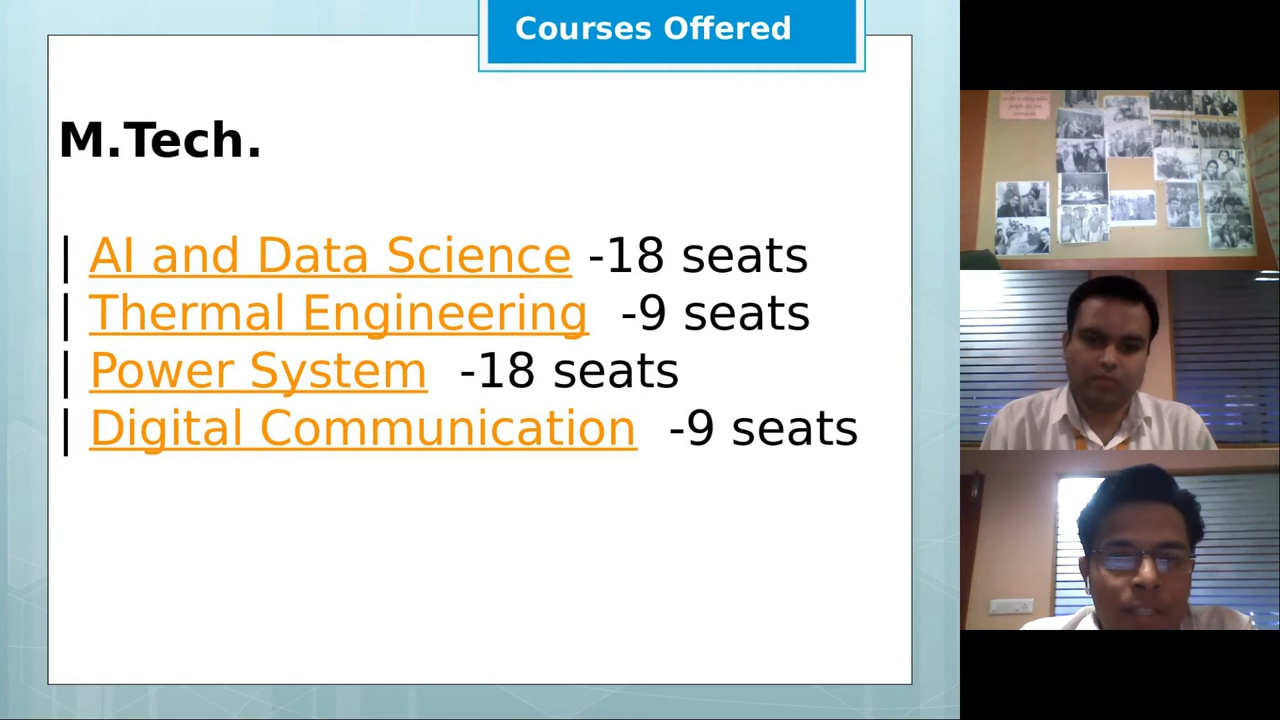 Courses Offered
M.Tech.
| AI and Data Science -18 seats
| Thermal Engineering -9 seats
| Power System -18 seats
| Digital Communication -9 seats